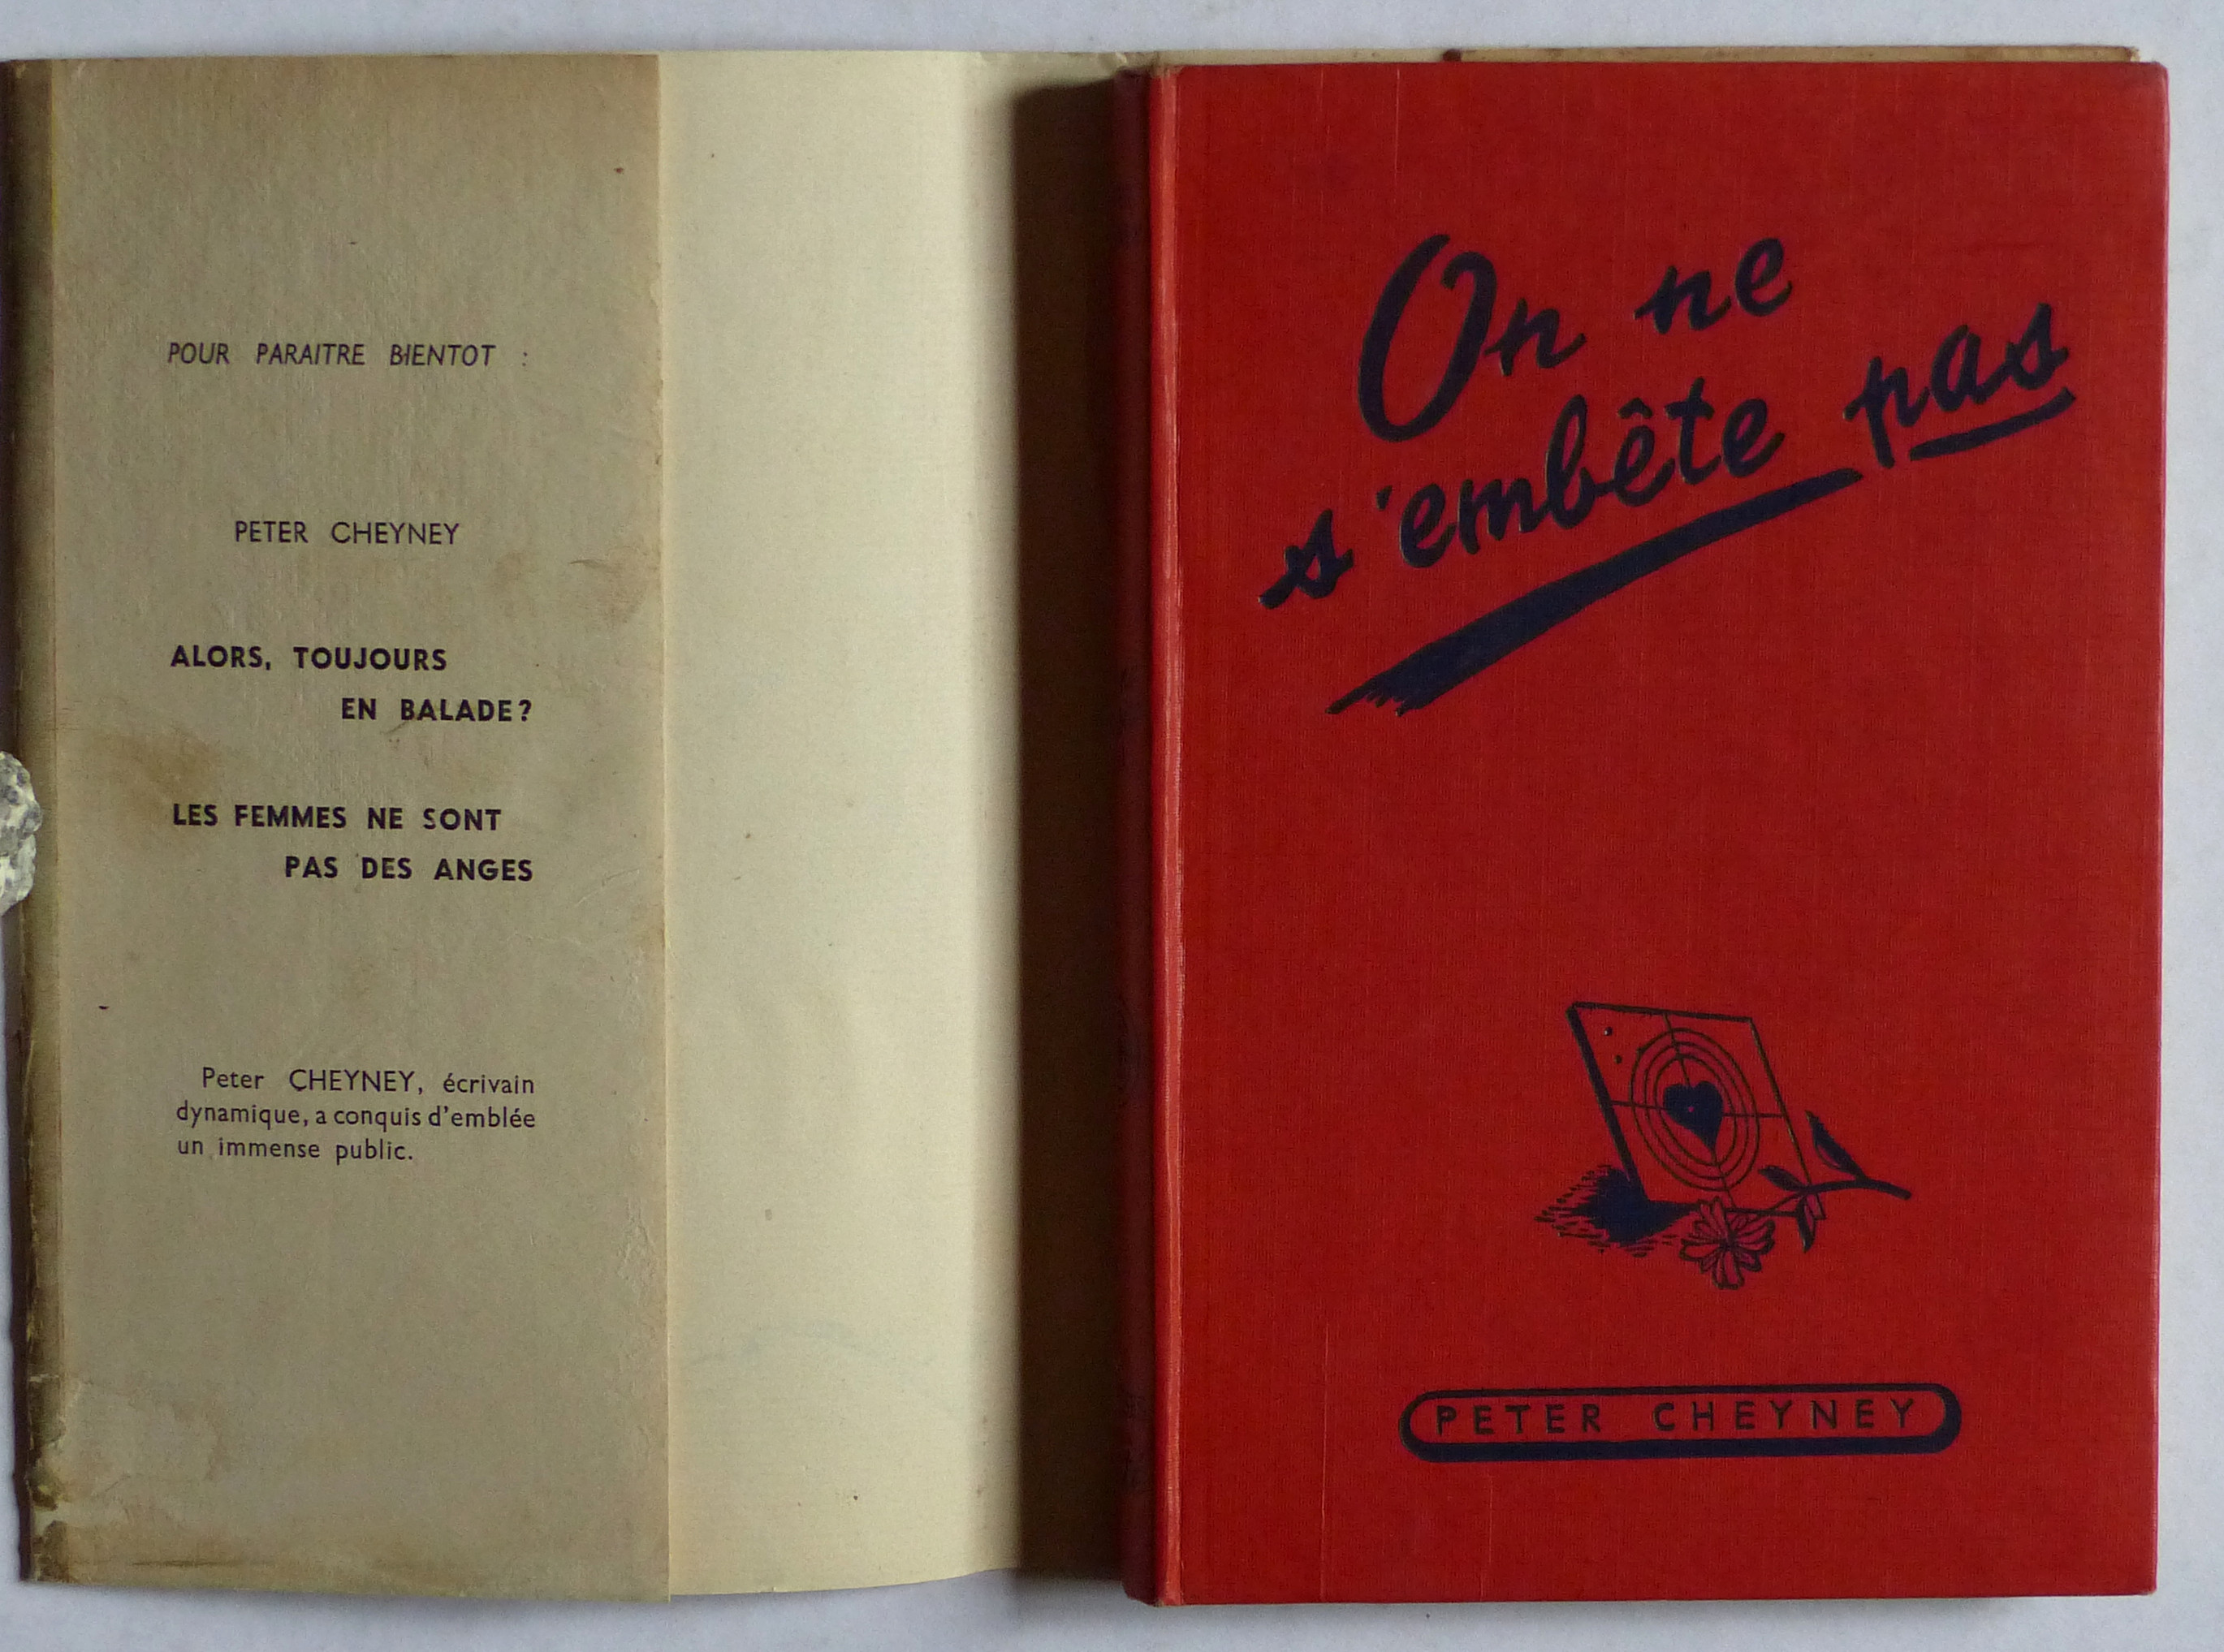 POUR PARAITRE BIENTOT :
PETER CHEYNEY
ALORS, TOUJOURS
EN BALADE?
LES FEMMES NE SONT
PAS DES ANGES
Peter CHEYNEY, écrivain
dynamique, a conquis d'emblée
un immense public.
On ne
s'embête pas
PETER CHEYNEY